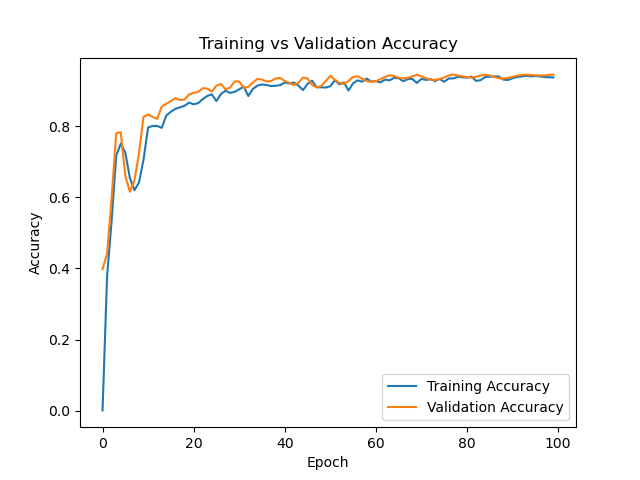 Training vs Validation Accuracy
Accuracy
0.8
0.6
0.4
0.2
0.0
Training Accuracy
Validation Accuracy
0 20 40 60 80 100
Epoch